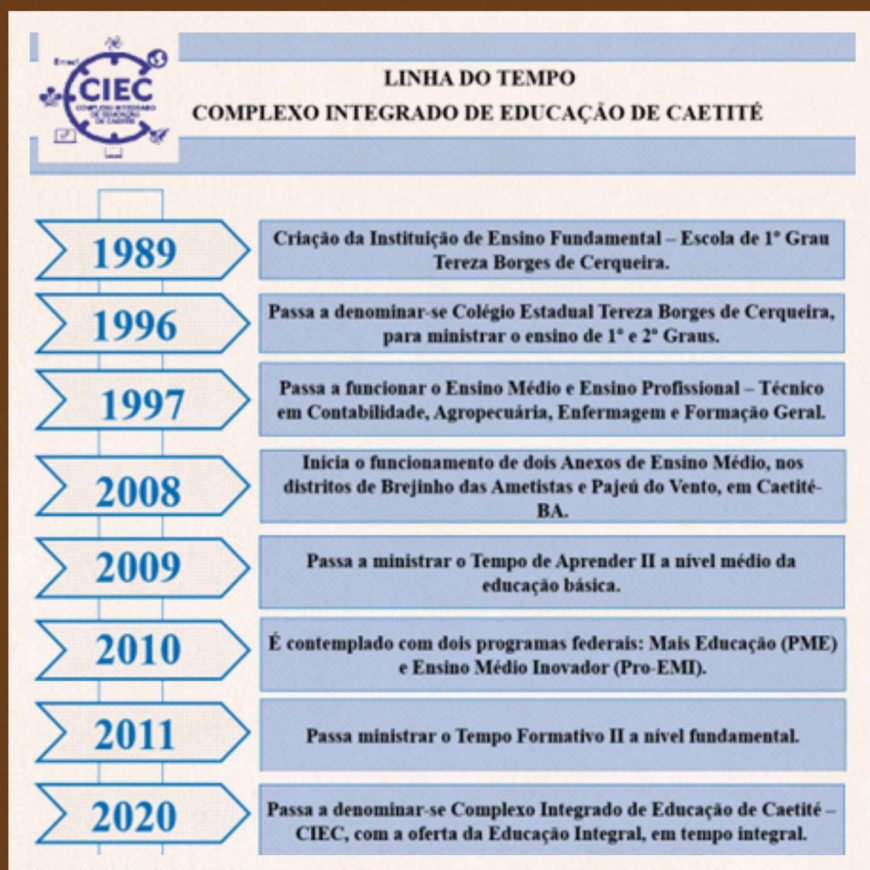 CIEC
COMPLEXO INTEGRADO
DE EDUCAÇÃO
DE CAETITÉ
LINHA DO TEMPO
COMPLEXO INTEGRADO DE EDUCAÇÃO DE CAETITÉ
1989
Criação da Instituição de Ensino Fundamental – Escola de 1º Grau
Tereza Borges de Cerqueira.
1996
Passa a denominar-se Colégio Estadual Tereza Borges de Cerqueira,
para ministrar o ensino de 1º e 2º Graus.
1997
Passa a funcionar o Ensino Médio e Ensino Profissional – Técnico
em Contabilidade, Agropecuária, Enfermagem e Formação Geral.
2008
Inicia o funcionamento de dois Anexos de Ensino Médio, nos
distritos de Brejinho das Ametistas e Pajeú do Vento, em Caetité-
BA.
2009
Passa a ministrar o Tempo de Aprender II a nível médio da
educação básica.
2010
É contemplado com dois programas federais: Mais Educação (PME)
e Ensino Médio Inovador (Pro-EMI).
2011
Passa ministrar o Tempo Formativo II a nível fundamental.
2020
Passa a denominar-se Complexo Integrado de Educação de Caetité –
CIEC, com a oferta da Educação Integral, em tempo integral.